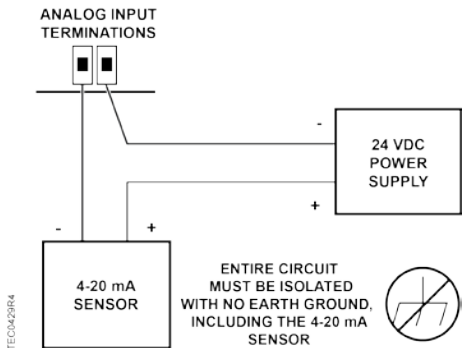 ANALOG INPUT
TERMINATIONS
-
24 VDC
POWER
SUPPLY
+
-
+
4-20 mA
SENSOR
ENTIRE CIRCUIT
MUST BE ISOLATED
WITH NO EARTH GROUND,
INCLUDING THE 4-20 mA
SENSOR
TEC0429R4